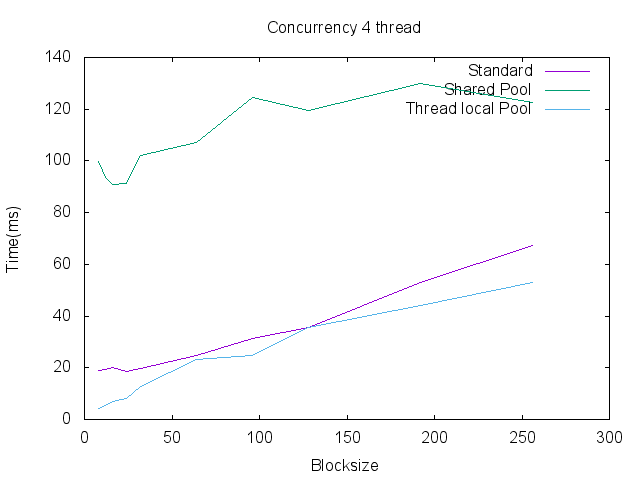 Concurrency 4 thread
140
120
100
80
60
40
20
0
Time(ms)
Standard
Shared Pool
Thread local Pool
0 50 100 150 200 250 300
Blocksize